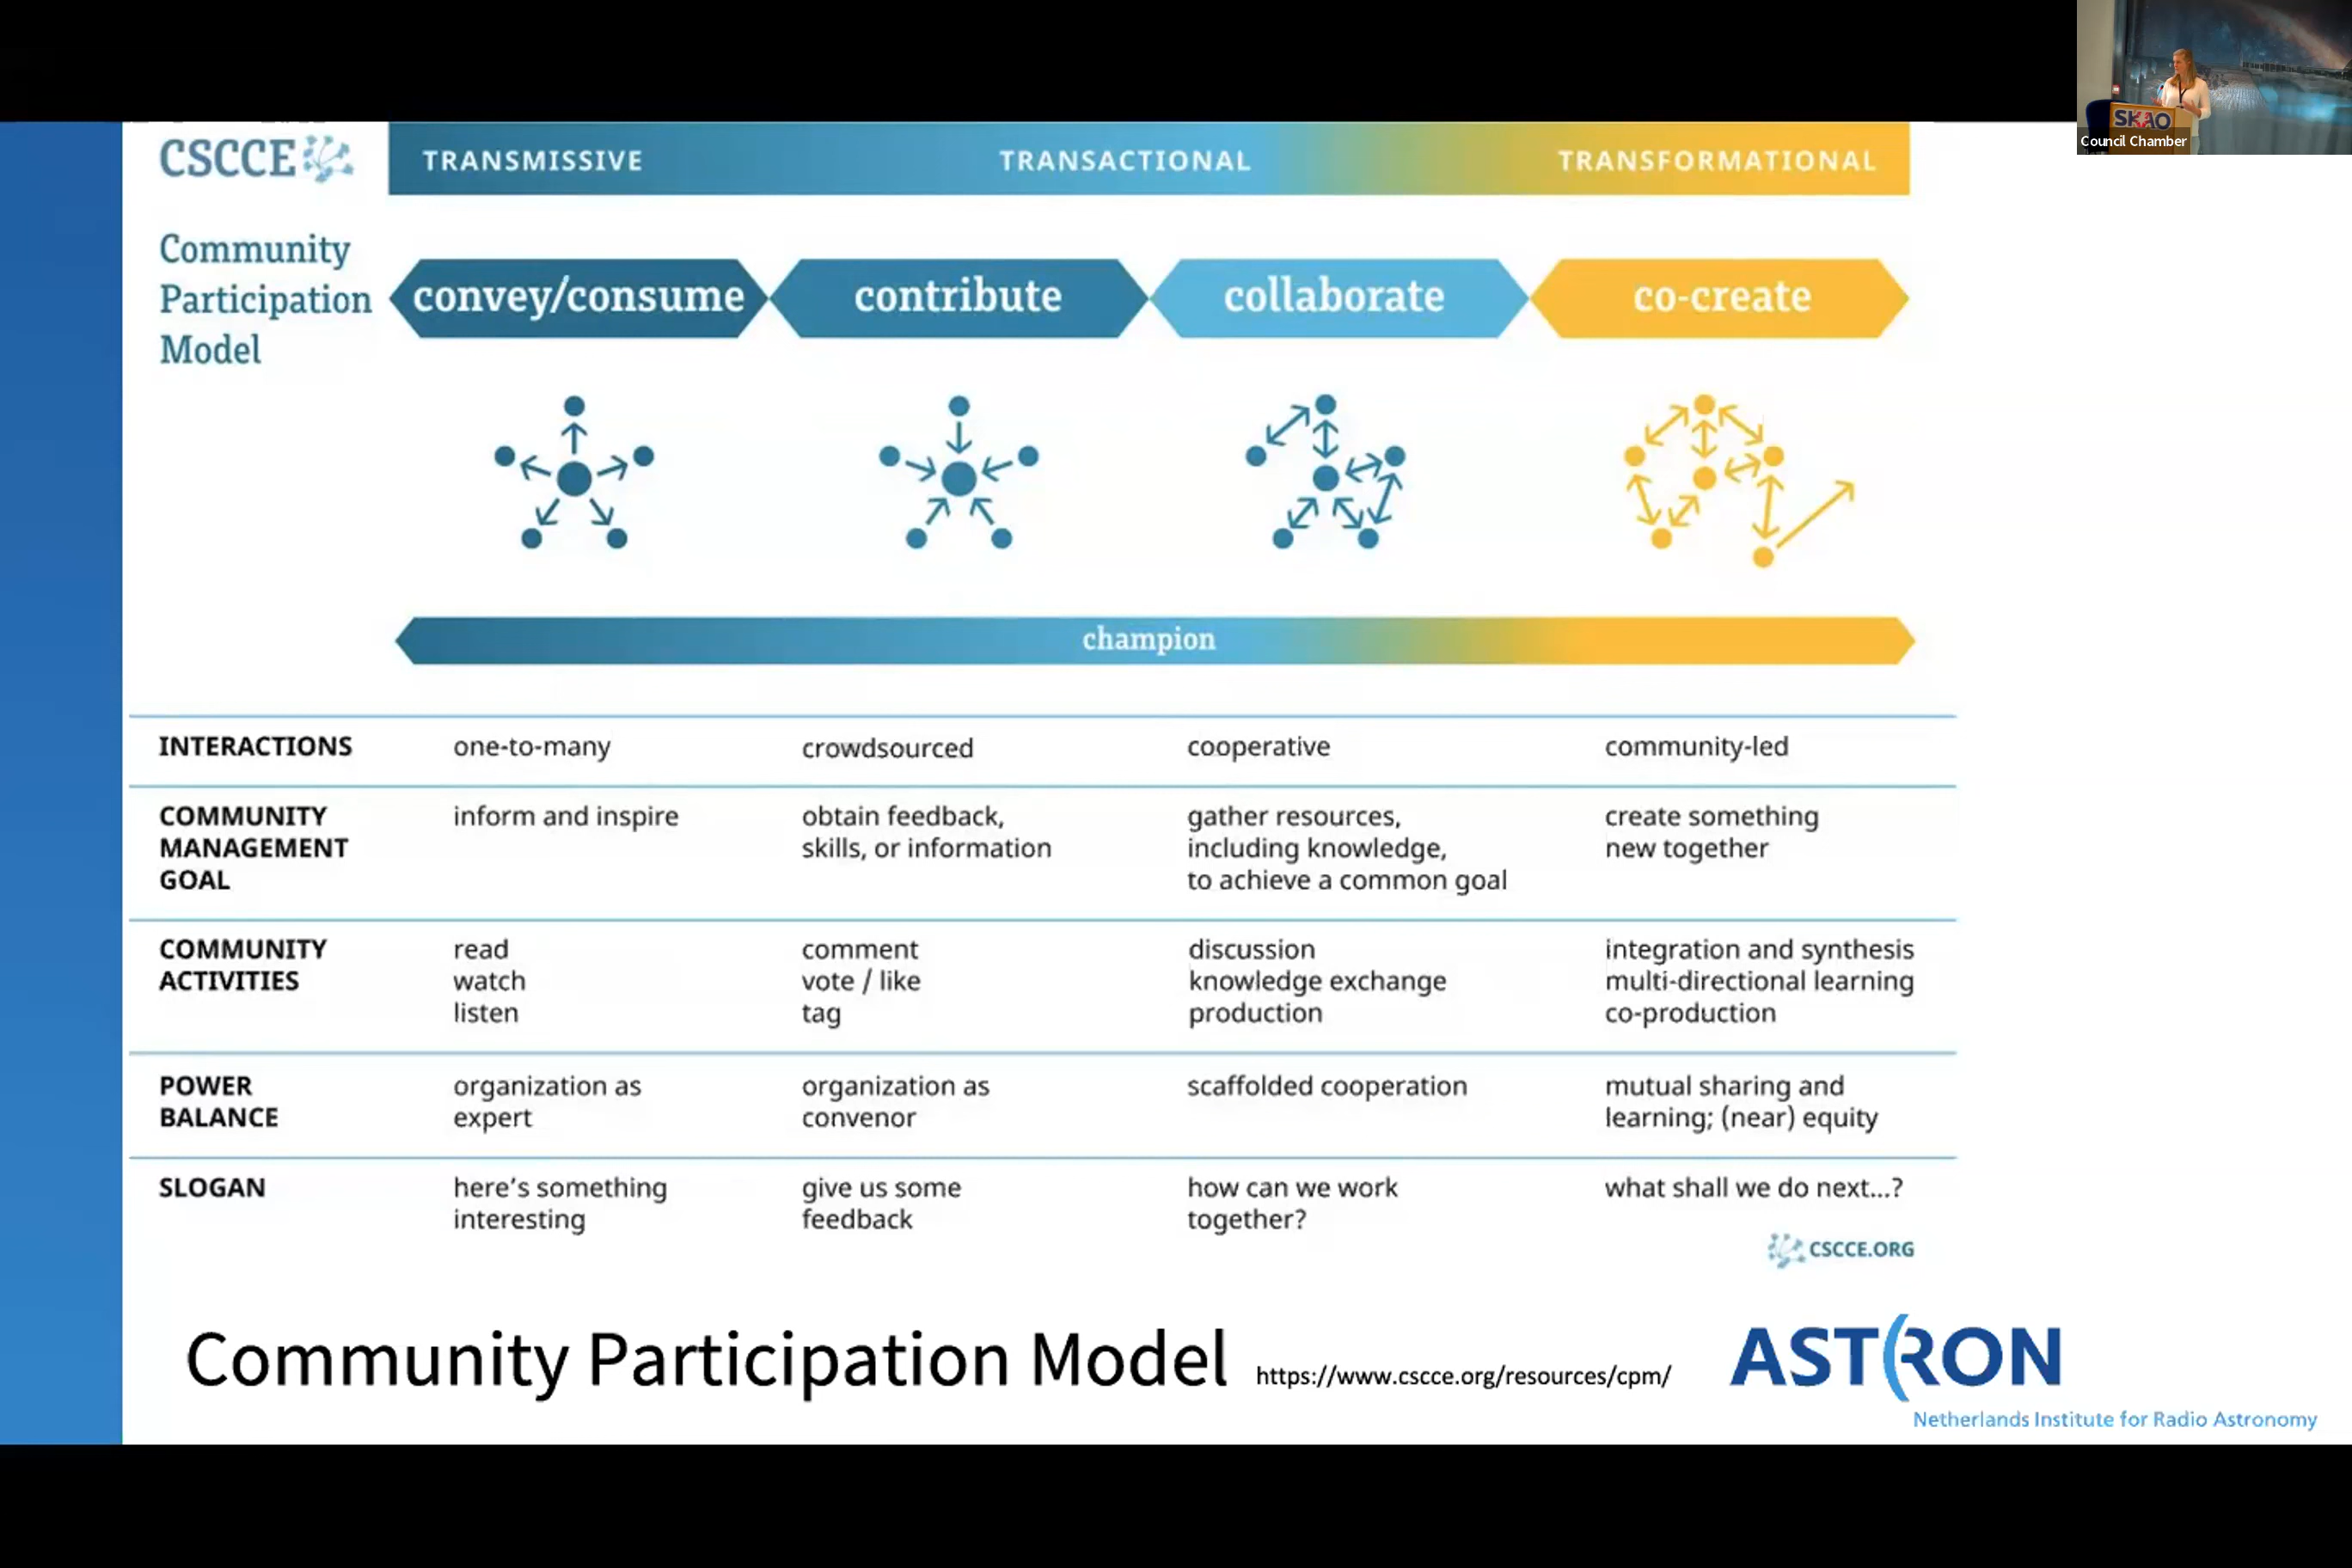 CSCCE
TRANSMISSIVE
TRANSACTIONAL
TRANSFORMATIONAL
SKAO
Council Chamber
Community
Participation
Model
convey/consume
contribute
collaborate
co-create
champion
INTERACTIONS
one-to-many
crowdsourced
cooperative
community-led
COMMUNITY
MANAGEMENT
GOAL
inform and inspire
obtain feedback,
skills, or information
gather resources,
including knowledge,
to achieve a common goal
create something
new together
COMMUNITY
ACTIVITIES
read
watch
listen
comment
vote / like
tag
discussion
knowledge exchange
production
integration and synthesis
multi-directional learning
co-production
POWER
BALANCE
organization as
expert
organization as
convenor
scaffolded cooperation
mutual sharing and
learning; (near) equity
SLOGAN
here’s something
interesting
give us some
feedback
how can we work
together?
what shall we do next...?
CSCCE.ORG
Community Participation Model
https://www.cscce.org/resources/cpm/
ASTRON
Netherlands Institute for Radio Astronomy